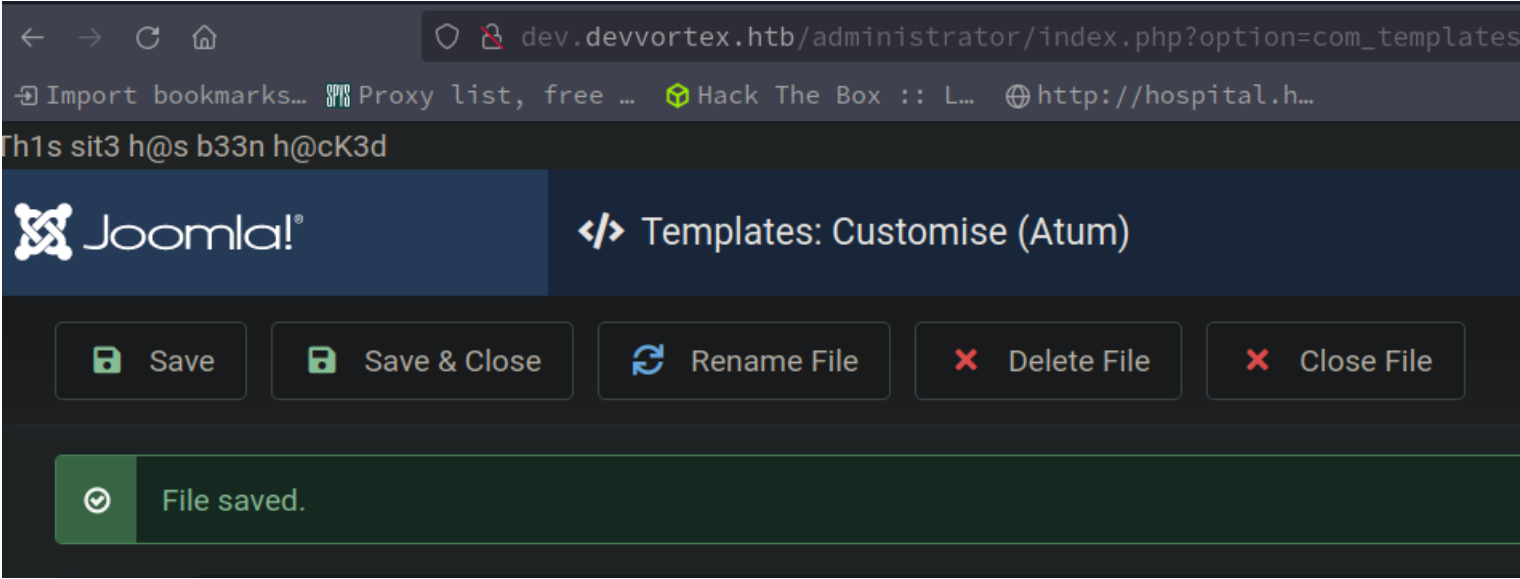 dev.devvortex.htb/administrator/index.php?option=com_templates
Import bookmarks… SPYS Proxy list, free … Hack The Box :: L… http://hospital.h…
Th1s sit3 h@s b33n h@cK3d
Joomla!® </> Templates: Customise (Atum)
Save Save & Close Rename File Delete File Close File
File saved.